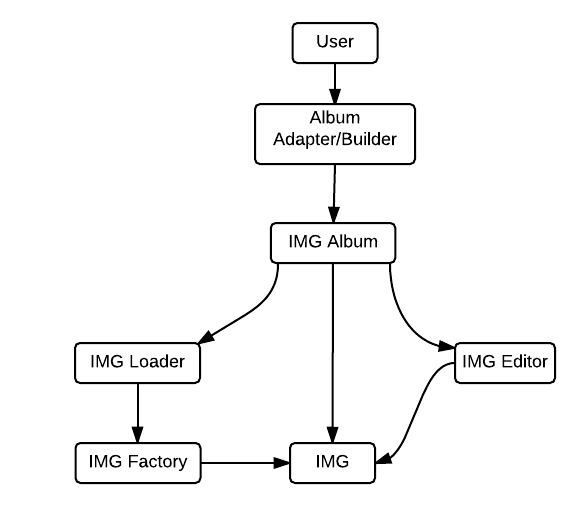 User
Album
Adapter/Builder
IMG Album
IMG Loader
IMG Editor
IMG Factory
IMG